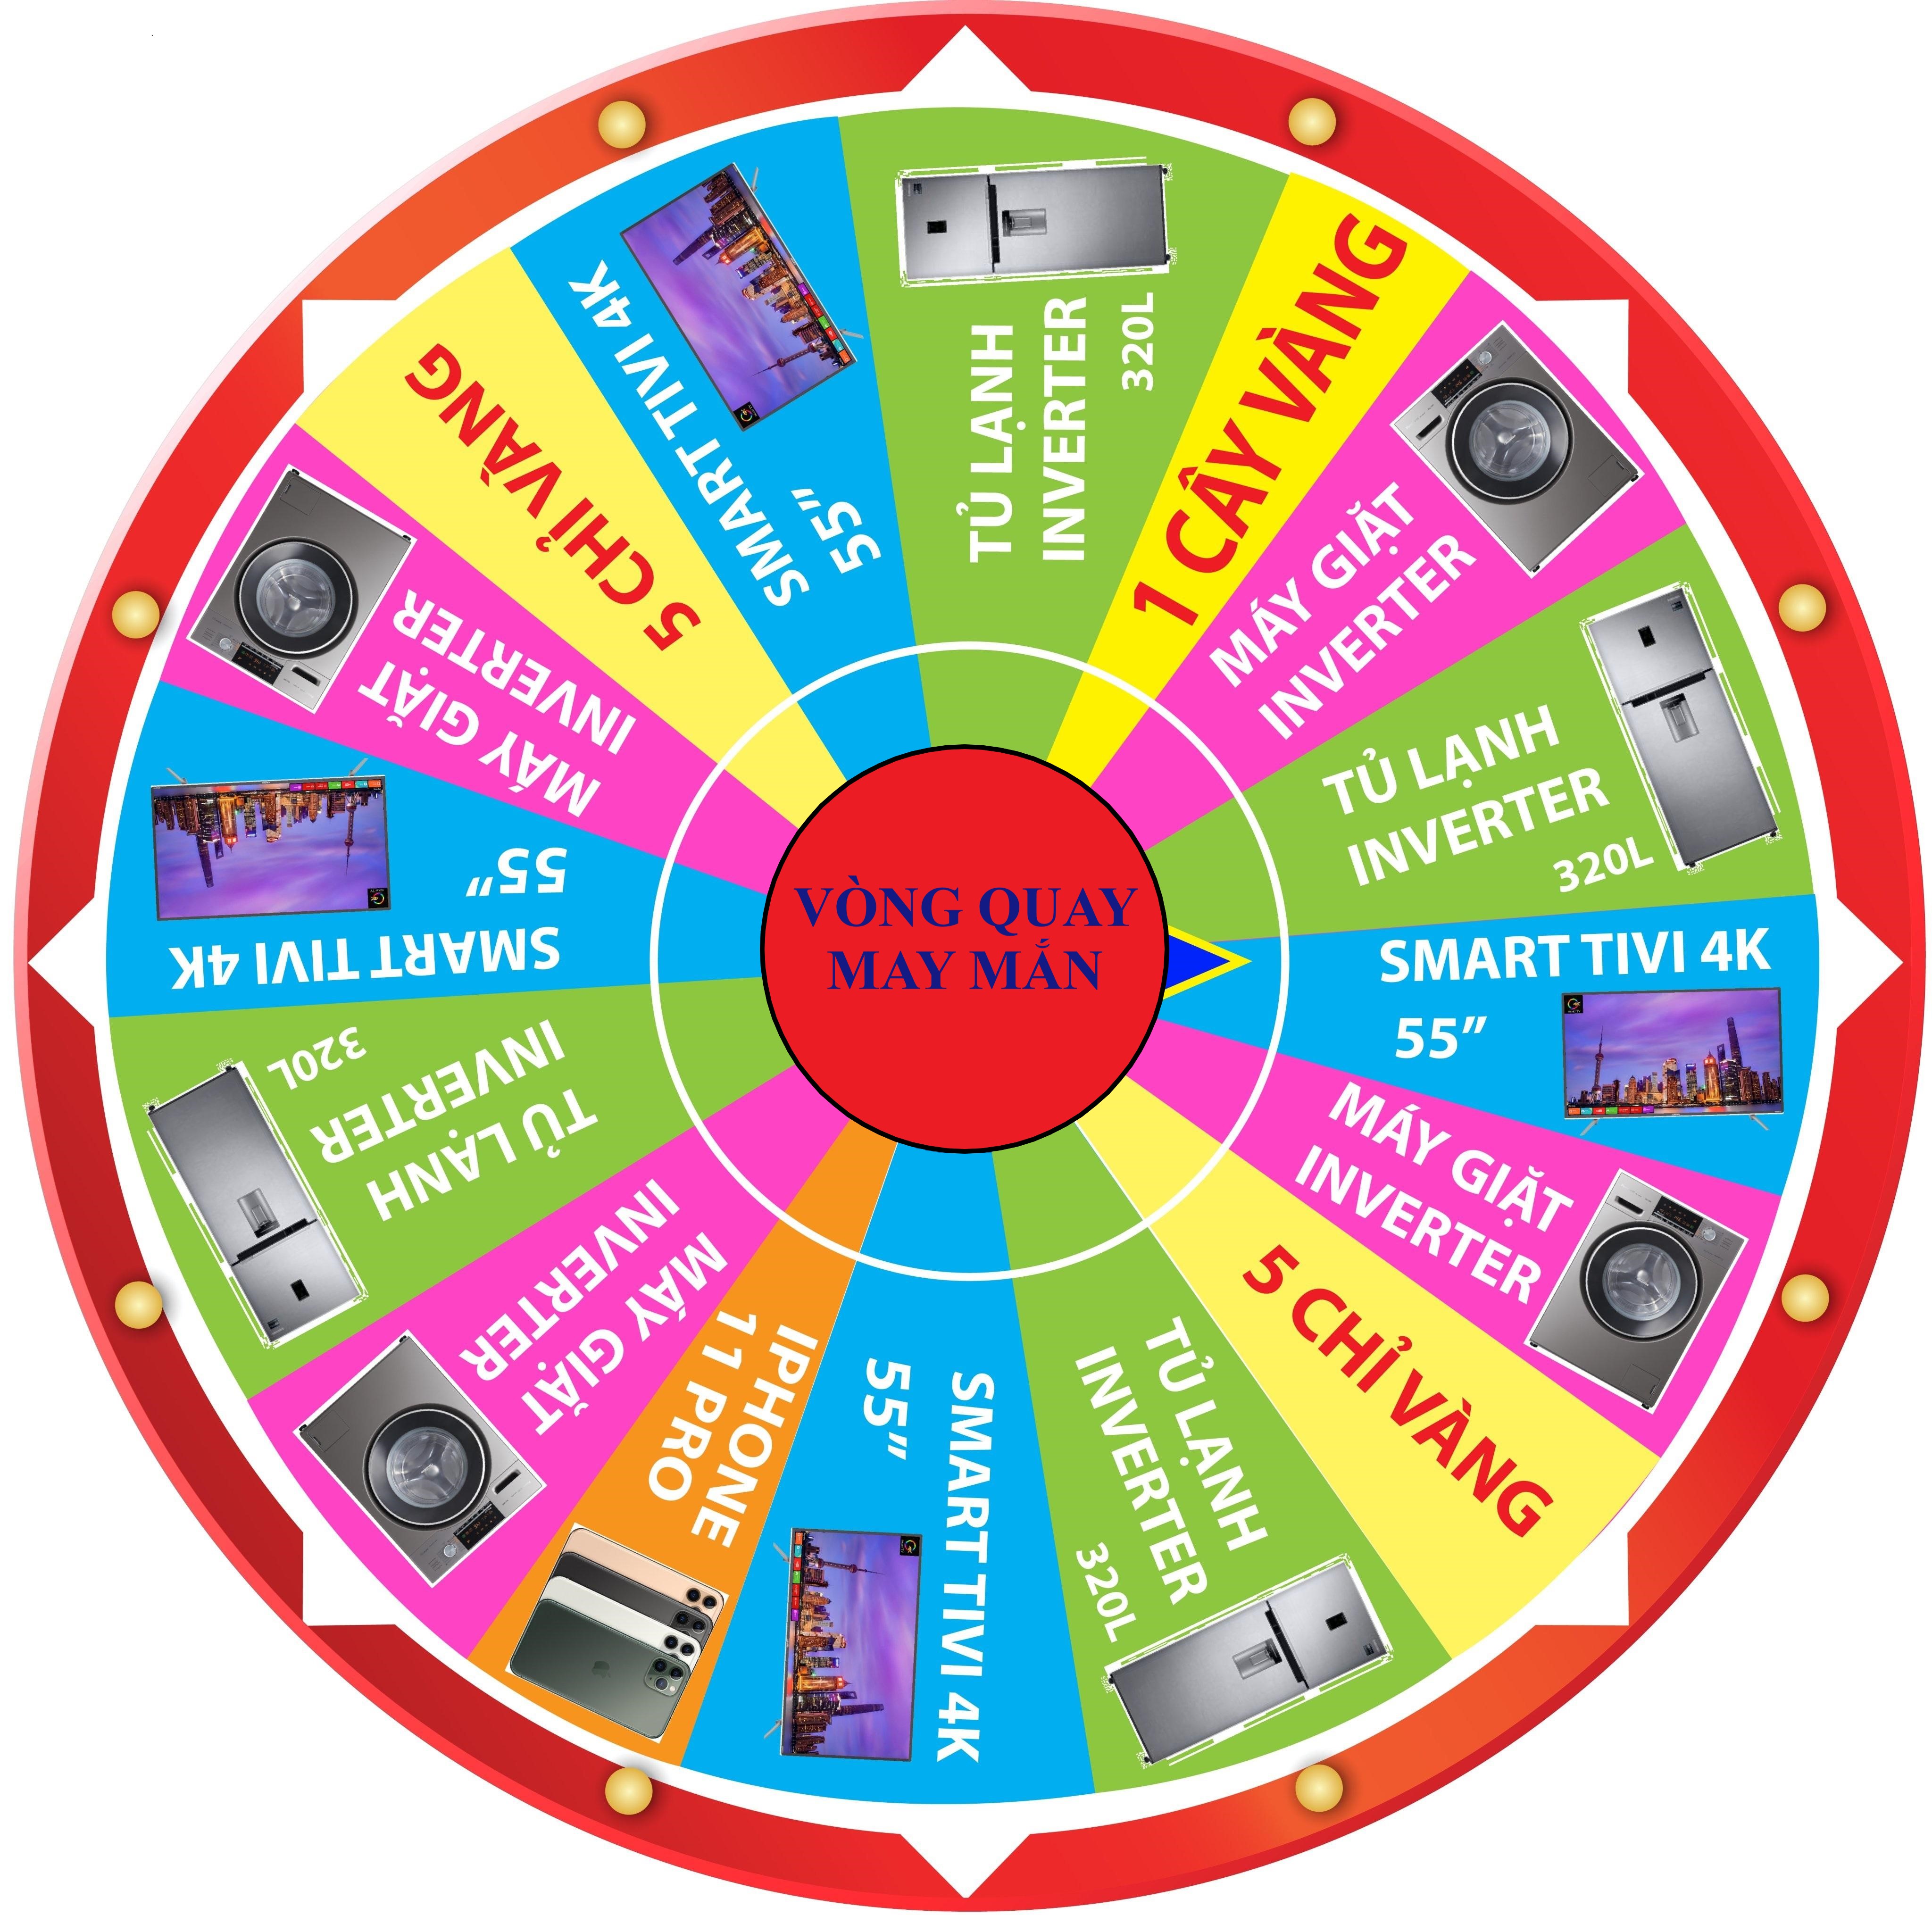 VÒNG QUAY
MAY MẮN
TỦ LẠNH
INVERTER
320L
1 CÂY VÀNG
MÁY GIẶT
INVERTER
TỦ LẠNH
INVERTER
320L
SMART TIVI 4K
55”
MÁY GIẶT
INVERTER
5 CHỈ VÀNG
TỦ LẠNH
INVERTER
320L
SMART TIVI 4K
55”
IPHONE
11 PRO
MÁY GIẶT
INVERTER
TỦ LẠNH
INVERTER
320L
SMART TIVI 4K
55”
MÁY GIẶT
INVERTER
5 CHỈ VÀNG
SMART TIVI 4K
55”